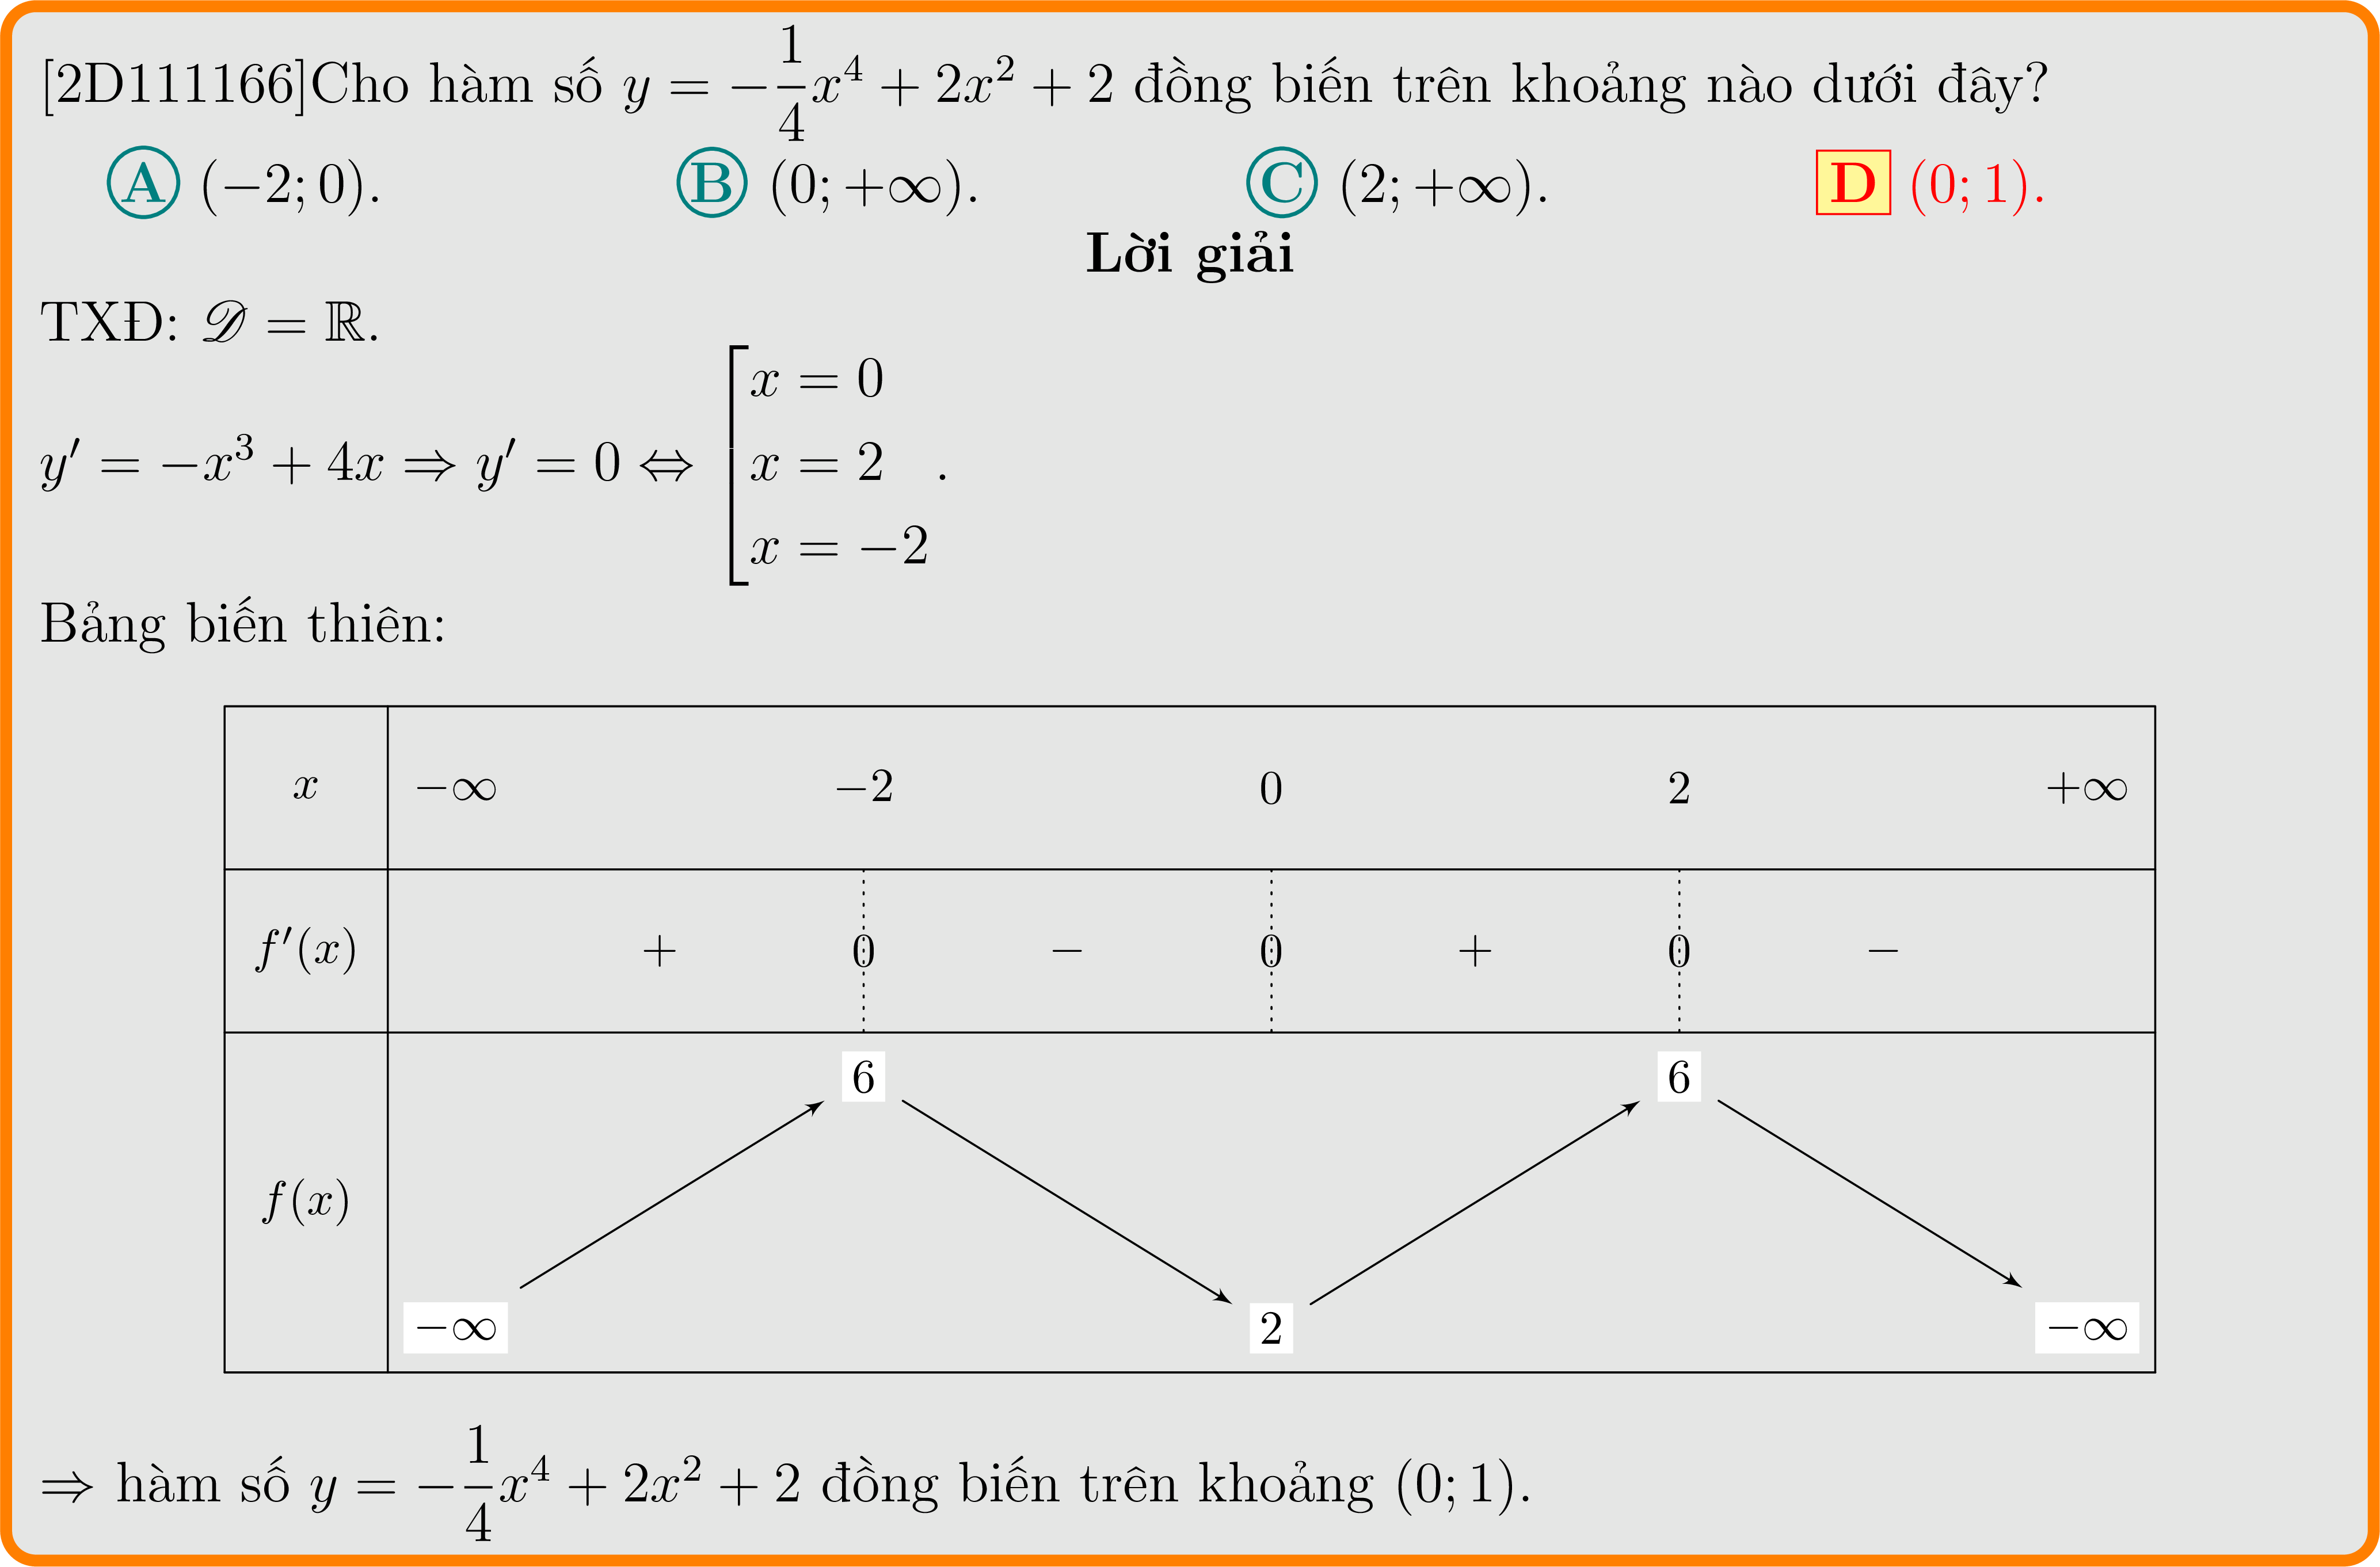 [2D111166]Cho hàm số $y = -\dfrac{1}{4}x^4 + 2x^2 + 2$ đồng biến trên khoảng nào dưới đây?
A $(-2; 0)$. B $(0; +\infty)$. C $(2; +\infty)$. D $(0; 1)$.
Lời giải
TXĐ: $\mathscr{D} = \mathbb{R}$.
$y' = -x^3 + 4x \Rightarrow y' = 0 \Leftrightarrow \left[\begin{array}{l} x = 0 \\ x = 2 \\ x = -2 \end{array}\right.$.
Bảng biến thiên:
$x$ $-\infty$ $-2$ $0$ $2$ $+\infty$
$f'(x)$ $+$ $0$ $-$ $0$ $+$ $0$ $-$
$6$ $6$
$f(x)$
$-\infty$ $2$ $-\infty$
$\Rightarrow$ hàm số $y = -\dfrac{1}{4}x^4 + 2x^2 + 2$ đồng biến trên khoảng $(0; 1)$.